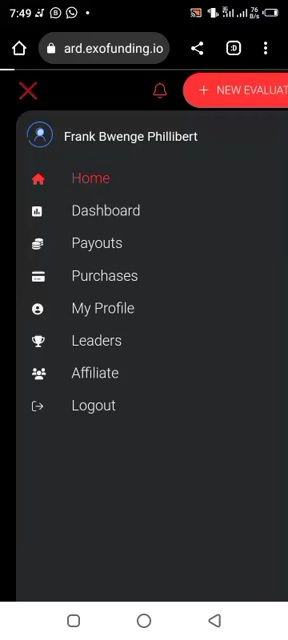 7:49
76
B/s
ard.exofunding.io
:D
+ NEW EVALUAT
Frank Bwenge Phillibert
Home
Dashboard
Payouts
Purchases
My Profile
Leaders
Affiliate
Logout